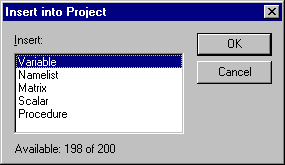 Insert into Project
Insert:
OK
Variable
Cancel
Namelist
Matrix
Scalar
Procedure
Available: 198 of 200